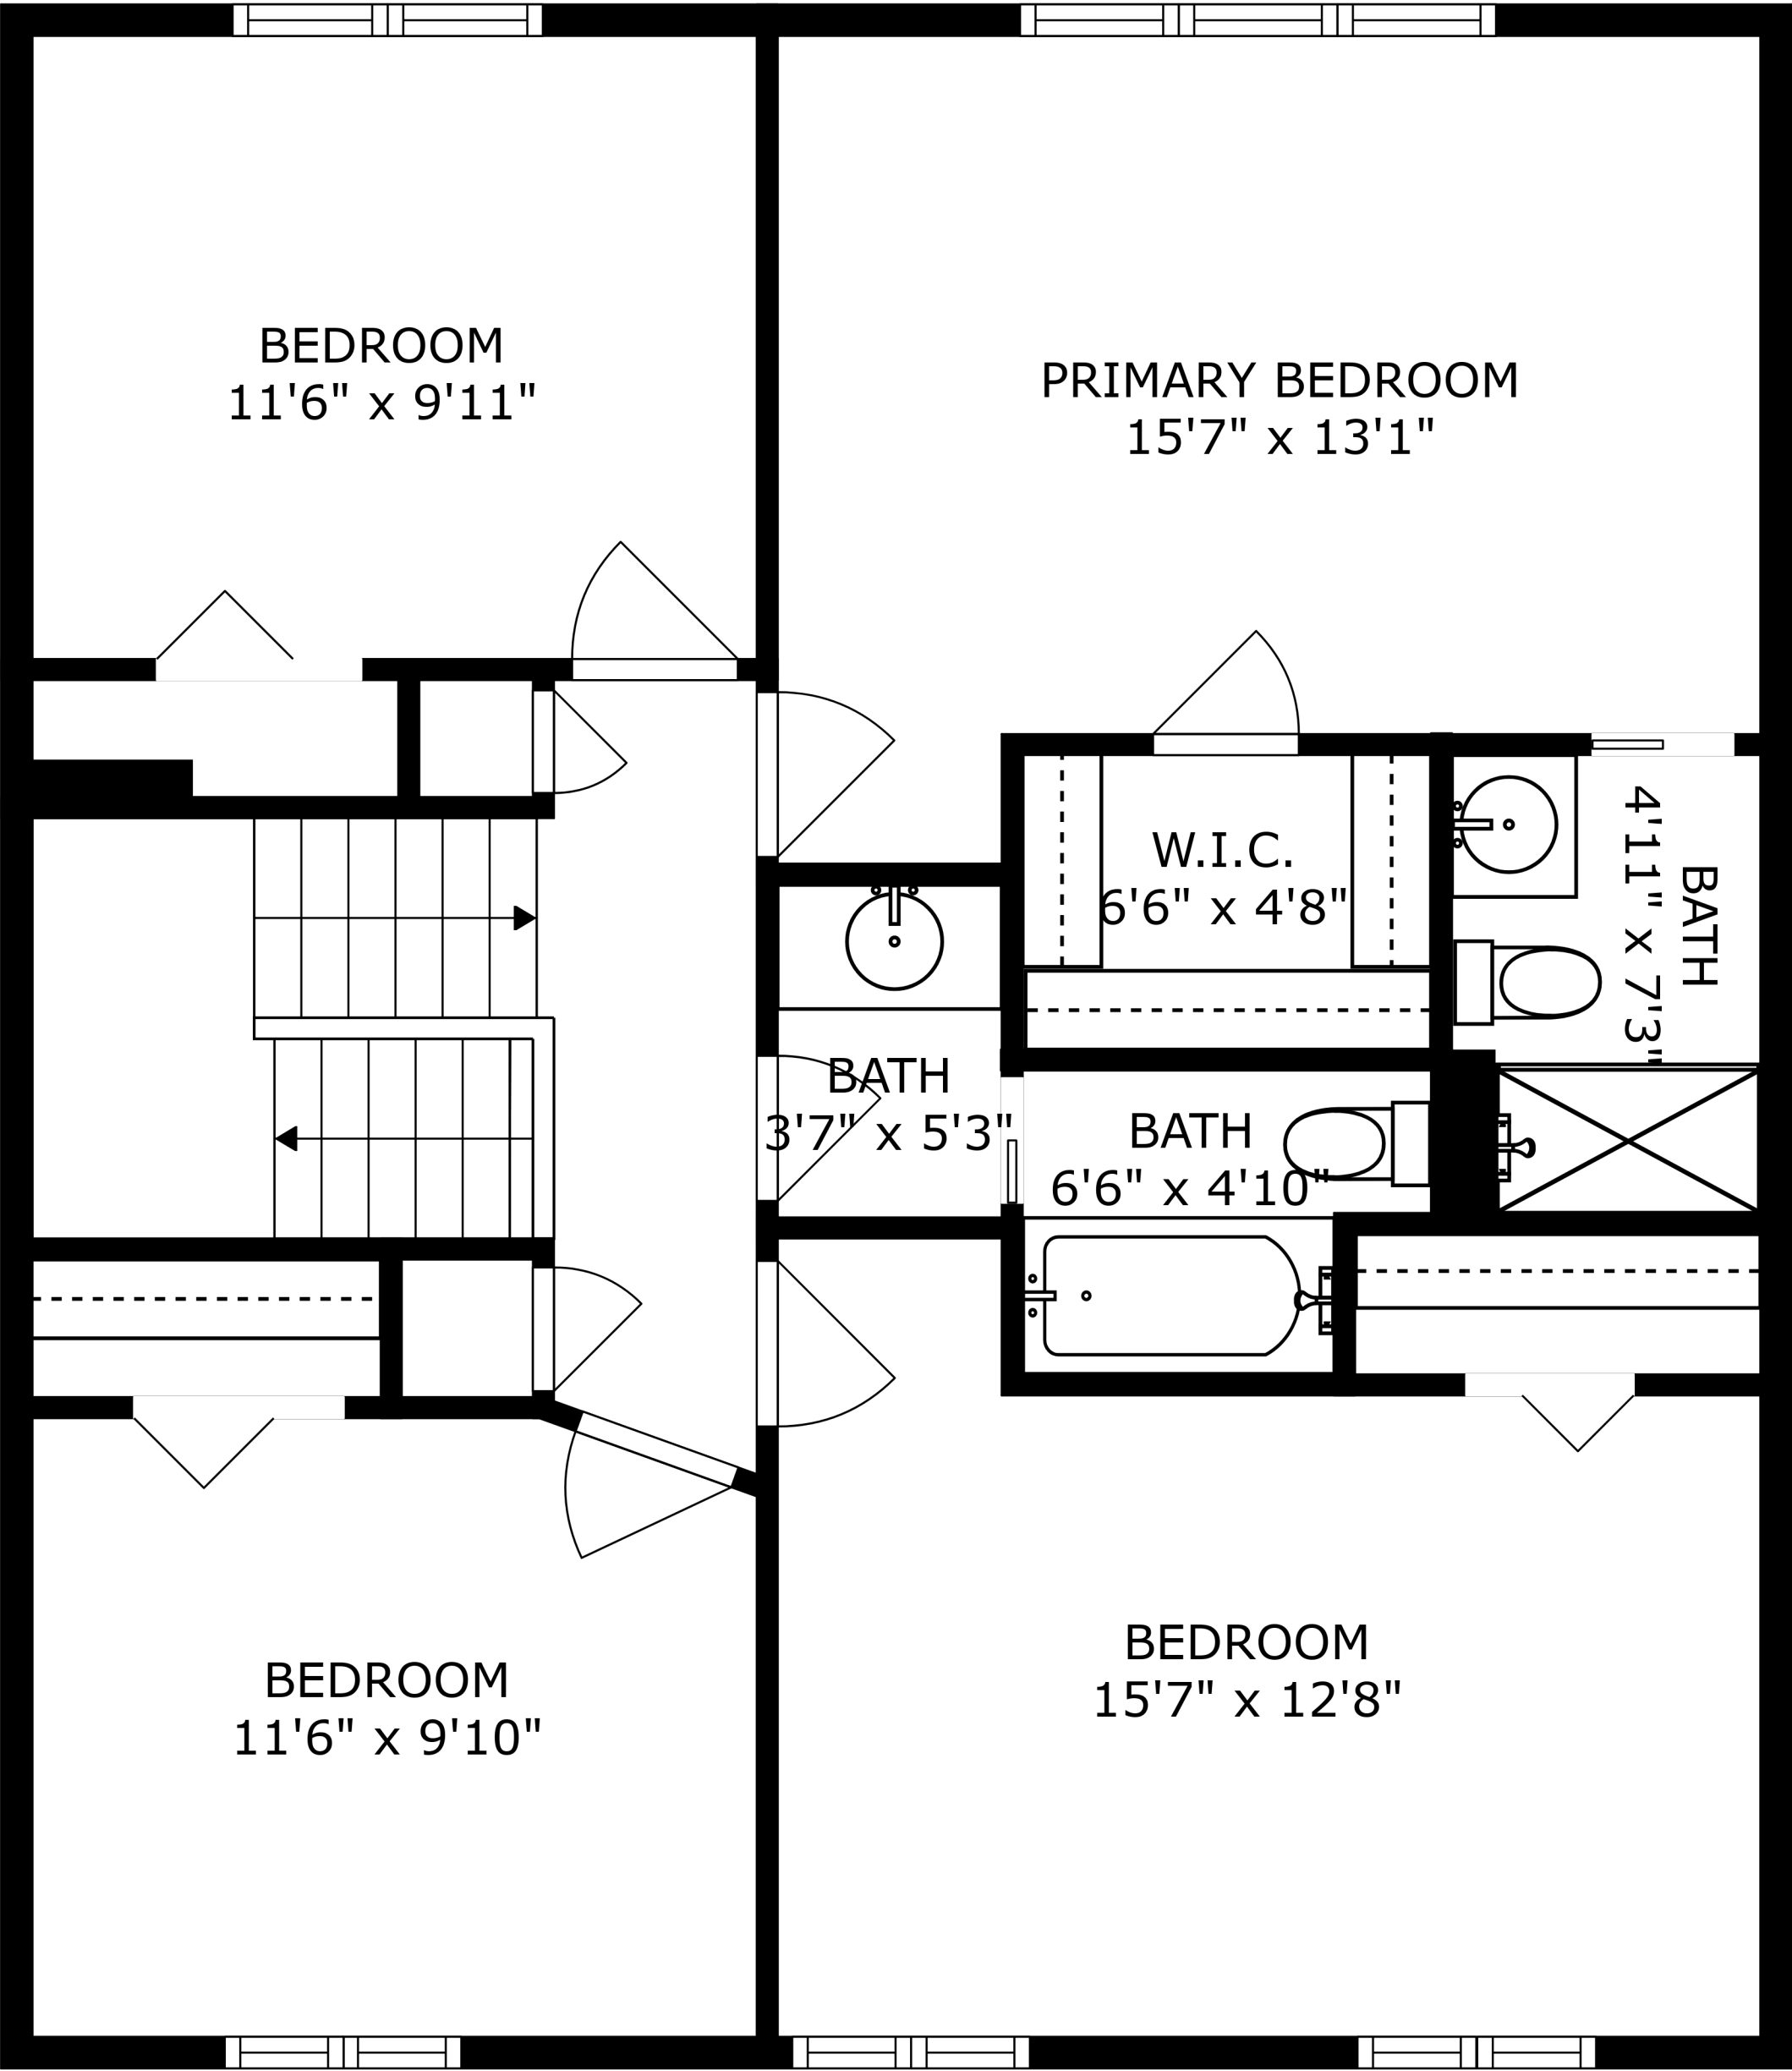 BEDROOM
11'6" x 9'11"
PRIMARY BEDROOM
15'7" x 13'1"
W.I.C.
6'6" x 4'8"
BATH
4'11" x 7'3"
BATH
3'7" x 5'3"
BATH
6'6" x 4'10"
BEDROOM
11'6" x 9'10"
BEDROOM
15'7" x 12'8"